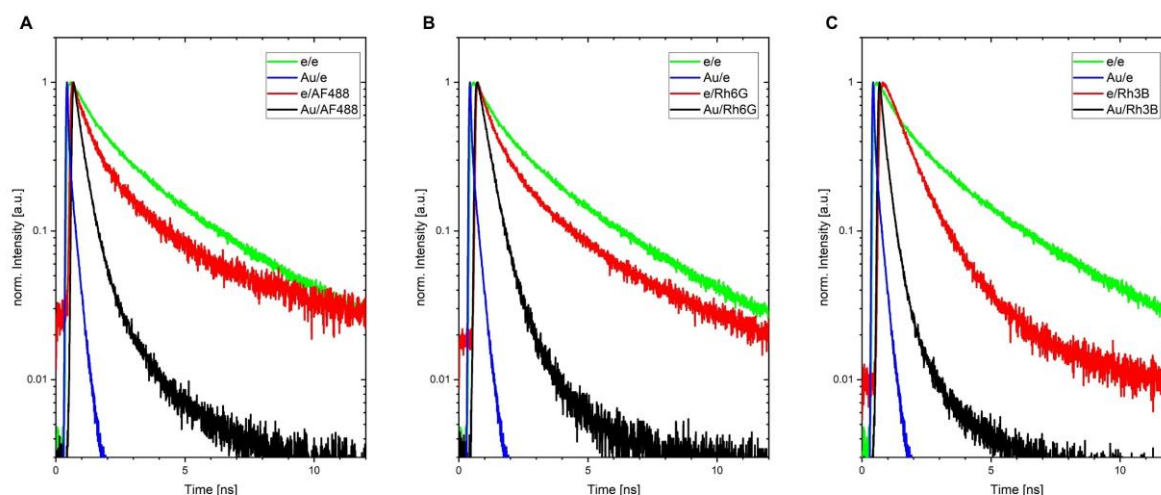 A
norm. Intensity [a.u.]
1
0.1
0.01
0
5
10
Time [ns]
e/e
Au/e
e/AF488
Au/AF488
B
norm. Intensity [a.u.]
1
0.1
0.01
0
5
10
Time [ns]
e/e
Au/e
e/Rh6G
Au/Rh6G
C
norm. Intensity [a.u.]
1
0.1
0.01
0
5
10
Time [ns]
e/e
Au/e
e/Rh3B
Au/Rh3B